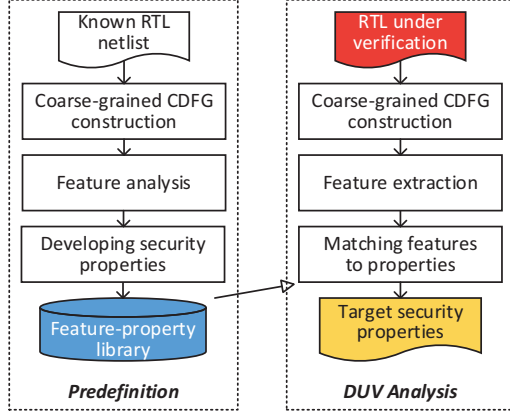 Known RTL
netlist
Coarse-grained CDFG
construction
Feature analysis
Developing security
properties
Feature-property
library
Predefinition
RTL under
verification
Coarse-grained CDFG
construction
Feature extraction
Matching features
to properties
Target security
properties
DUV Analysis